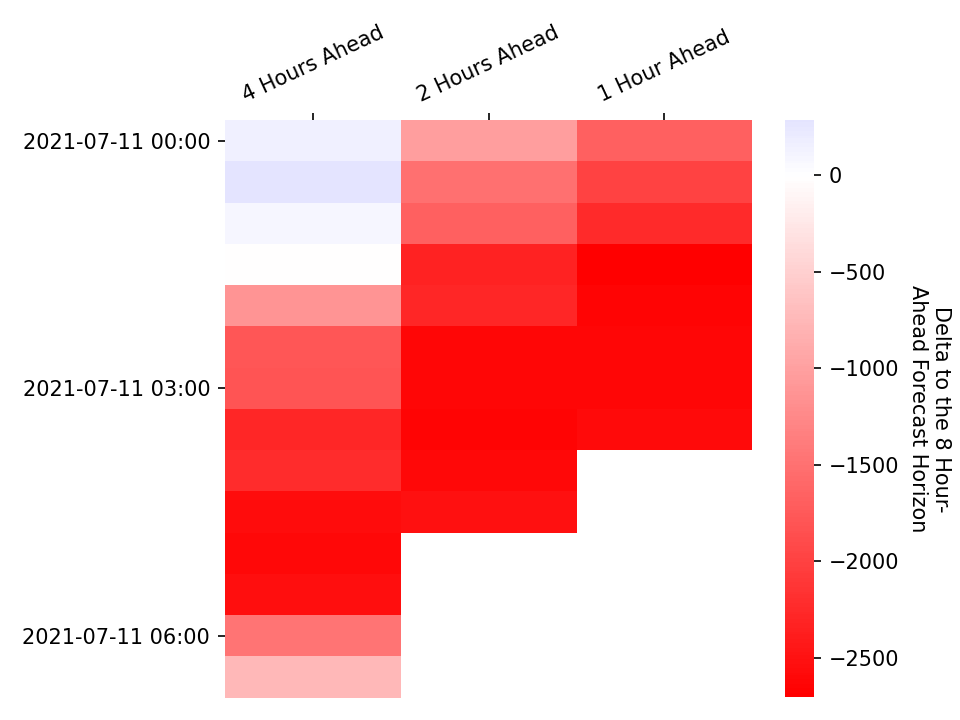 4 Hours Ahead
2 Hours Ahead
1 Hour Ahead
2021-07-11 00:00
2021-07-11 03:00
2021-07-11 06:00
0
−500
−1000
−1500
−2000
−2500
Delta to the 8 Hour-
Ahead Forecast Horizon